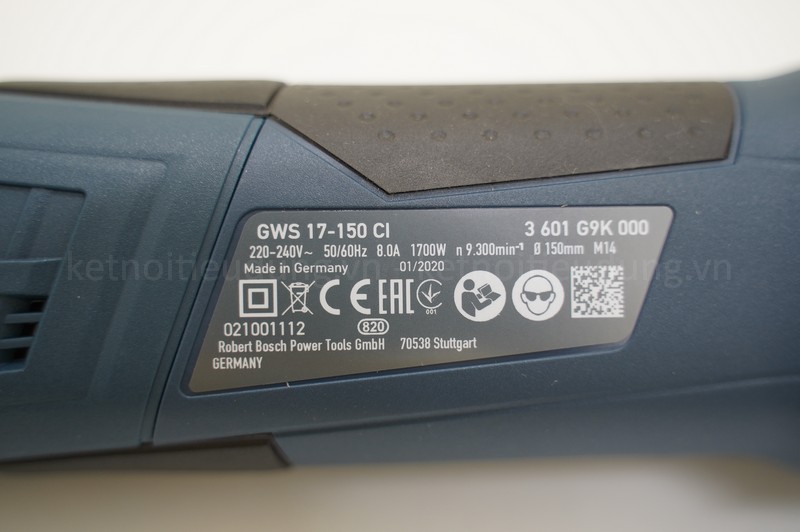 GWS 17-150 CI 3 601 G9K 000
220-240V~ 50/60Hz 8.0A 1700W n 9.300min⁻¹ Ø 150mm M14
Made in Germany 01/2020
CE EAC
G01
021001112 820
Robert Bosch Power Tools GmbH 70538 Stuttgart
GERMANY